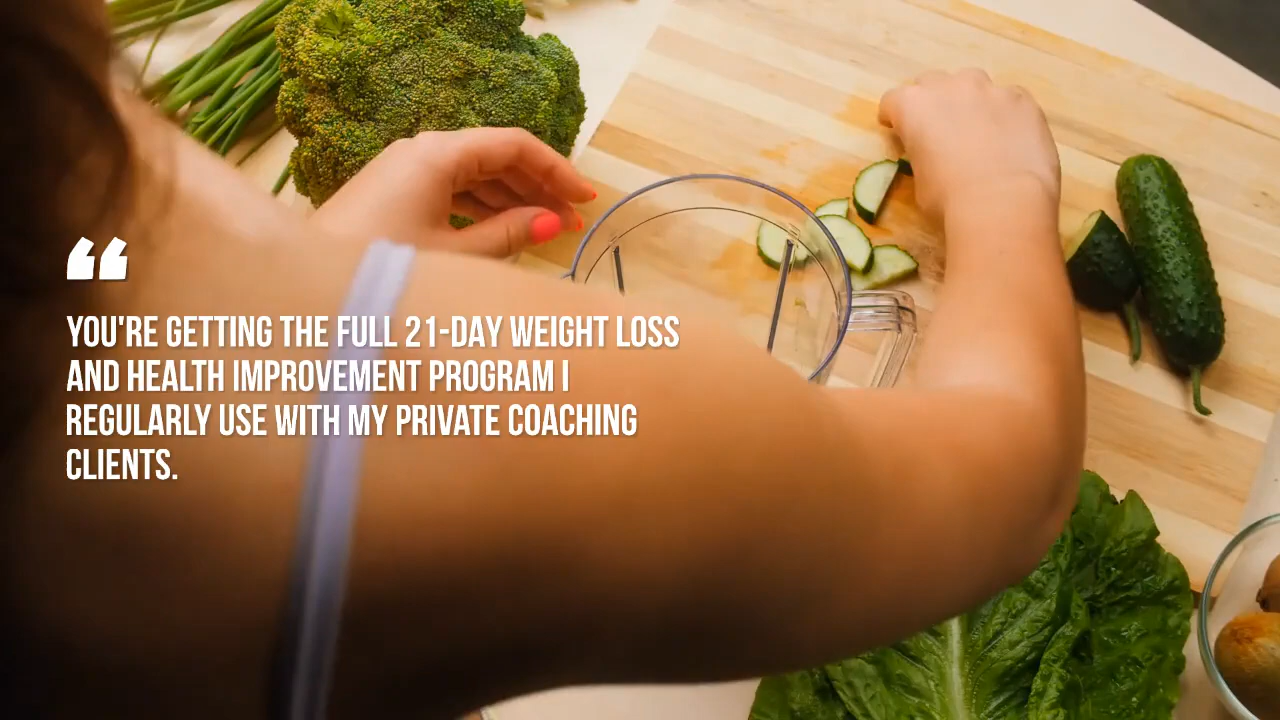 “
YOU'RE GETTING THE FULL 21-DAY WEIGHT LOSS
AND HEALTH IMPROVEMENT PROGRAM I
REGULARLY USE WITH MY PRIVATE COACHING
CLIENTS.